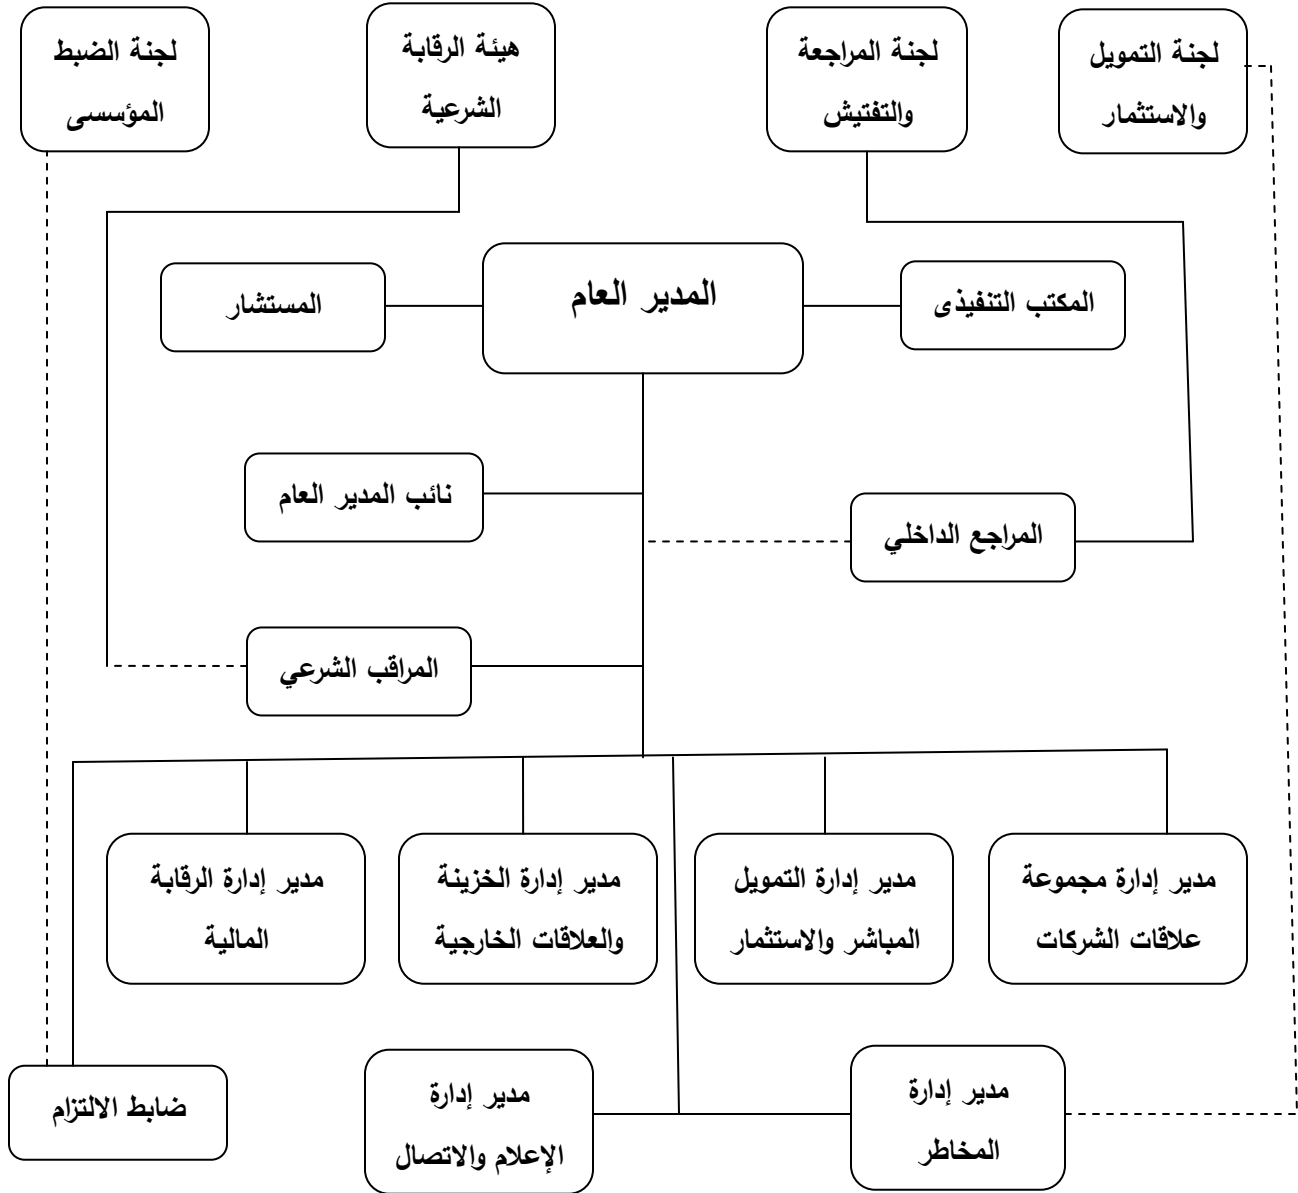 لجنة التمويل
والاستثمار
لجنة المراجعة
والتفتيش
هيئة الرقابة
الشرعية
لجنة الضبط
المؤسسى
المكتب التنفيذى
المدير العام
المستشار
نائب المدير العام
المراجع الداخلي
المراقب الشرعي
مدير إدارة مجموعة
علاقات الشركات
مدير إدارة التمويل
المباشر والاستثمار
مدير إدارة الخزينة
والعلاقات الخارجية
مدير إدارة الرقابة
المالية
مدير إدارة
المخاطر
مدير إدارة
الإعلام والاتصال
ضابط الالتزام